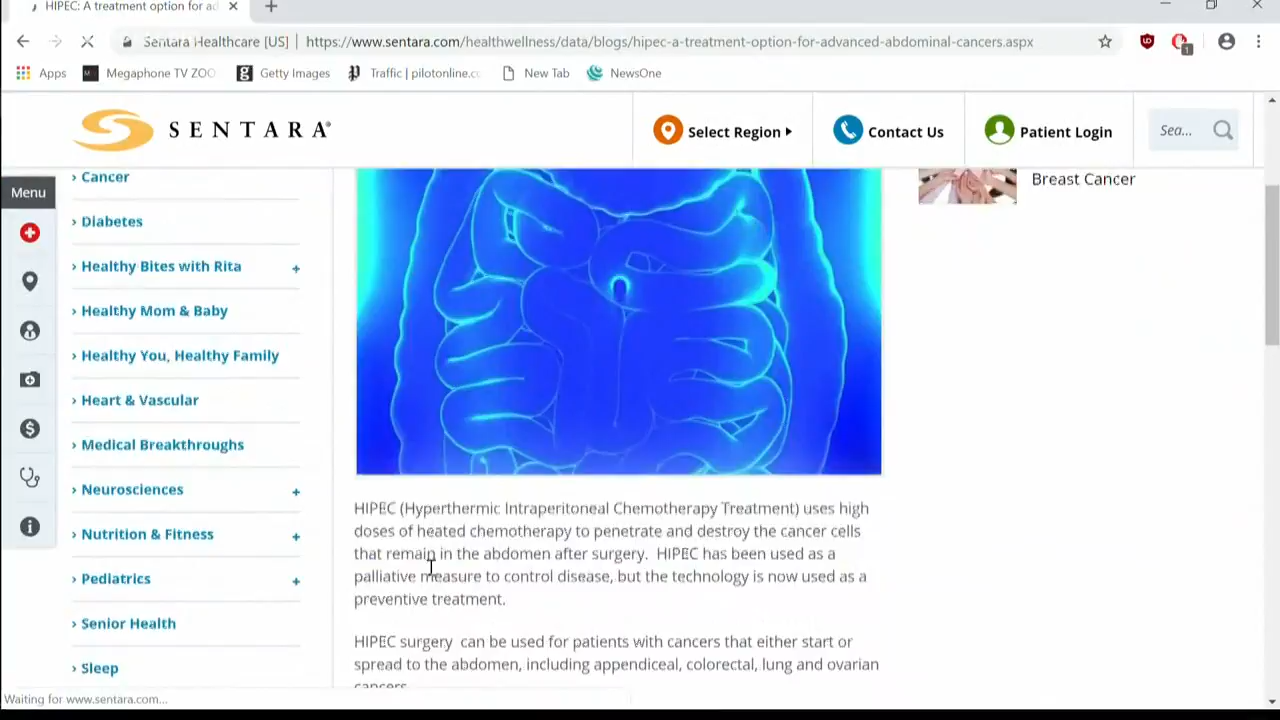 HIPEC: A treatment option for ad
Sentara Healthcare [US] | https://www.sentara.com/healthwellness/data/blogs/hipec-a-treatment-option-for-advanced-abdominal-cancers.aspx
Apps Megaphone TV ZOO Getty Images Traffic | pilotonline.cc New Tab NewsOne
SENTARA® Select Region Contact Us Patient Login Sea...
Menu
Cancer
Diabetes
Healthy Bites with Rita +
Healthy Mom & Baby
Healthy You, Healthy Family
Heart & Vascular
Medical Breakthroughs
Neurosciences +
Nutrition & Fitness +
Pediatrics +
Senior Health
Sleep
Breast Cancer
HIPEC (Hyperthermic Intraperitoneal Chemotherapy Treatment) uses high
doses of heated chemotherapy to penetrate and destroy the cancer cells
that remain in the abdomen after surgery. HIPEC has been used as a
palliative measure to control disease, but the technology is now used as a
preventive treatment.
HIPEC surgery can be used for patients with cancers that either start or
spread to the abdomen, including appendiceal, colorectal, lung and ovarian
cancers.
Waiting for www.sentara.com...